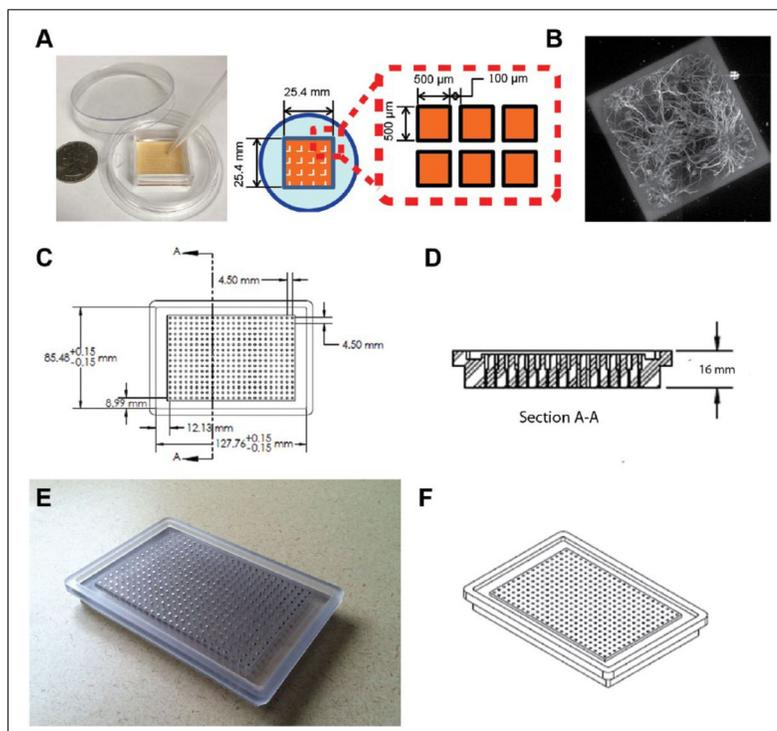 A
25.4 mm
25.4 mm
500 µm
100 µm
500 µm
B
C
A
4.50 mm
4.50 mm
85.48 +0.15 -0.15 mm
8.99 mm
12.13 mm
127.76 +0.15 -0.15 mm
A
D
16 mm
Section A-A
E
F